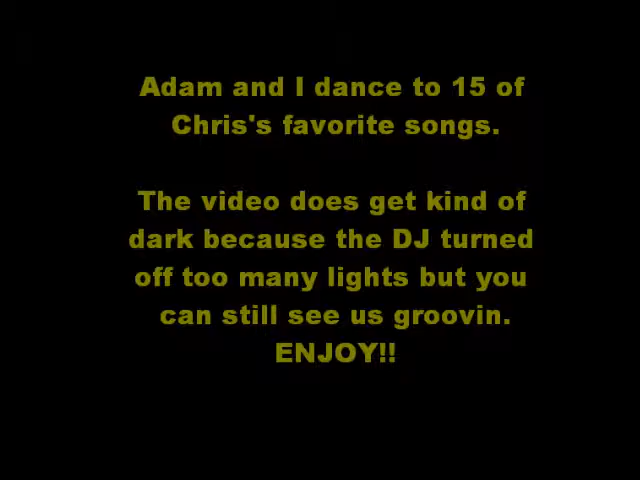 Adam and I dance to 15 of
Chris's favorite songs.
The video does get kind of
dark because the DJ turned
off too many lights but you
can still see us groovin.
ENJOY!!